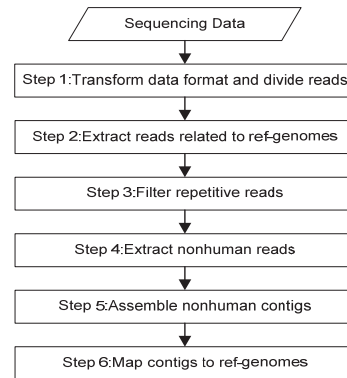 Sequencing Data
Step 1:Transform data format and divide reads
Step 2:Extract reads related to ref-genomes
Step 3:Filter repetitive reads
Step 4:Extract nonhuman reads
Step 5:Assemble nonhuman contigs
Step 6:Map contigs to ref-genomes